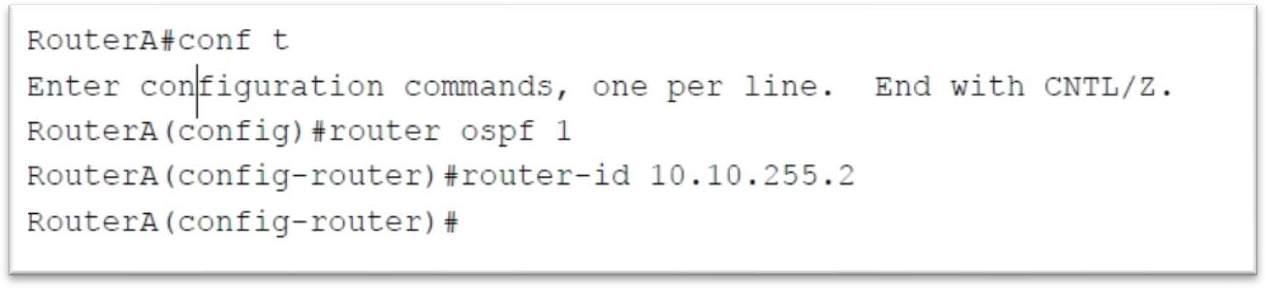 RouterA#conf t
Enter configuration commands, one per line.  End with CNTL/Z.
RouterA(config)#router ospf 1
RouterA(config-router)#router-id 10.10.255.2
RouterA(config-router)#